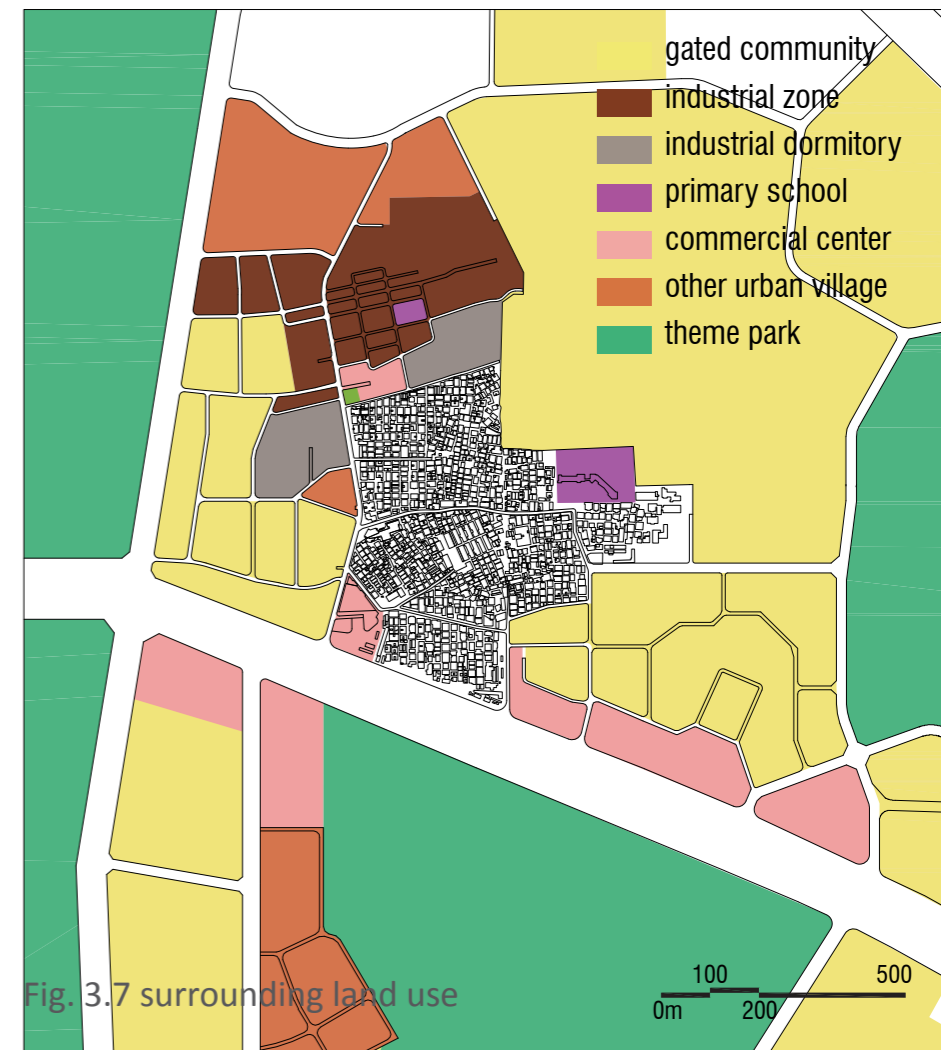 gated community
industrial zone
industrial dormitory
primary school
commercial center
other urban village
theme park
Fig. 3.7 surrounding land use
100 500
0m 200